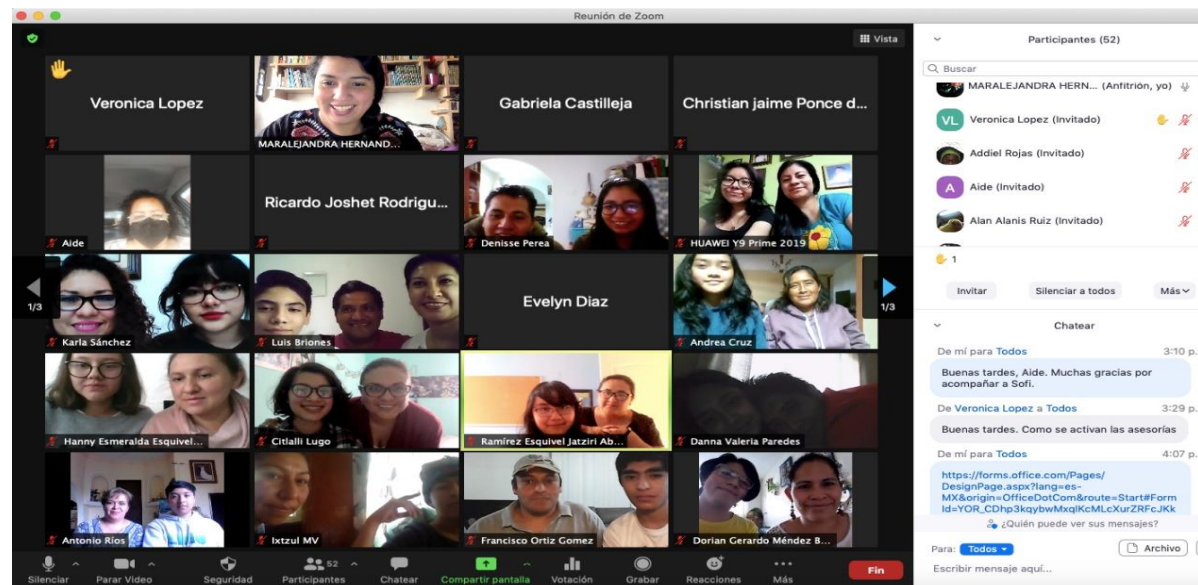 Reunión de Zoom
Vista
Veronica Lopez
MARALEJANDRA HERNAND...
Gabriela Castilleja
Christian jaime Ponce d...
Aide
Ricardo Joshet Rodrigu...
Denisse Perea
HUAWEI Y9 Prime 2019
1/3
Karla Sánchez
Luis Briones
Evelyn Diaz
Andrea Cruz
1/3
Hanny Esmeralda Esquivel...
Citlalli Lugo
Ramírez Esquivel Jatziri Ab...
Danna Valeria Paredes
Antonio Ríos
Ixtzul MV
Francisco Ortiz Gomez
Dorian Gerardo Méndez B...
Silenciar
Parar Video
Seguridad
52
Participantes
Chatear
Compartir pantalla
Votación
Grabar
Reacciones
Más
Fin
Participantes (52)
Buscar
MARALEJANDRA HERN... (Anfitrión, yo)
VL Veronica Lopez (Invitado)
Addiel Rojas (Invitado)
A Aide (Invitado)
Alan Alanis Ruiz (Invitado)
1
Invitar
Silenciar a todos
Más
Chatear
De mí para Todos 3:10 p.
Buenas tardes, Aide. Muchas gracias por
acompañar a Sofi.
De Veronica Lopez a Todos 3:29 p.
Buenas tardes. Como se activan las asesorías
De mí para Todos 4:07 p.
https://forms.office.com/Pages/
DesignPage.aspx?lang=es-
MX&origin=OfficeDotCom&route=Start#Form
¿Quién puede ver sus mensajes?
Para: Todos
Archivo
Escribir mensaje aquí...